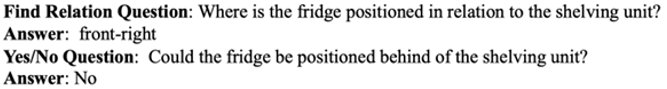 Find Relation Question: Where is the fridge positioned in relation to the shelving unit?
Answer: front-right
Yes/No Question: Could the fridge be positioned behind of the shelving unit?
Answer: No